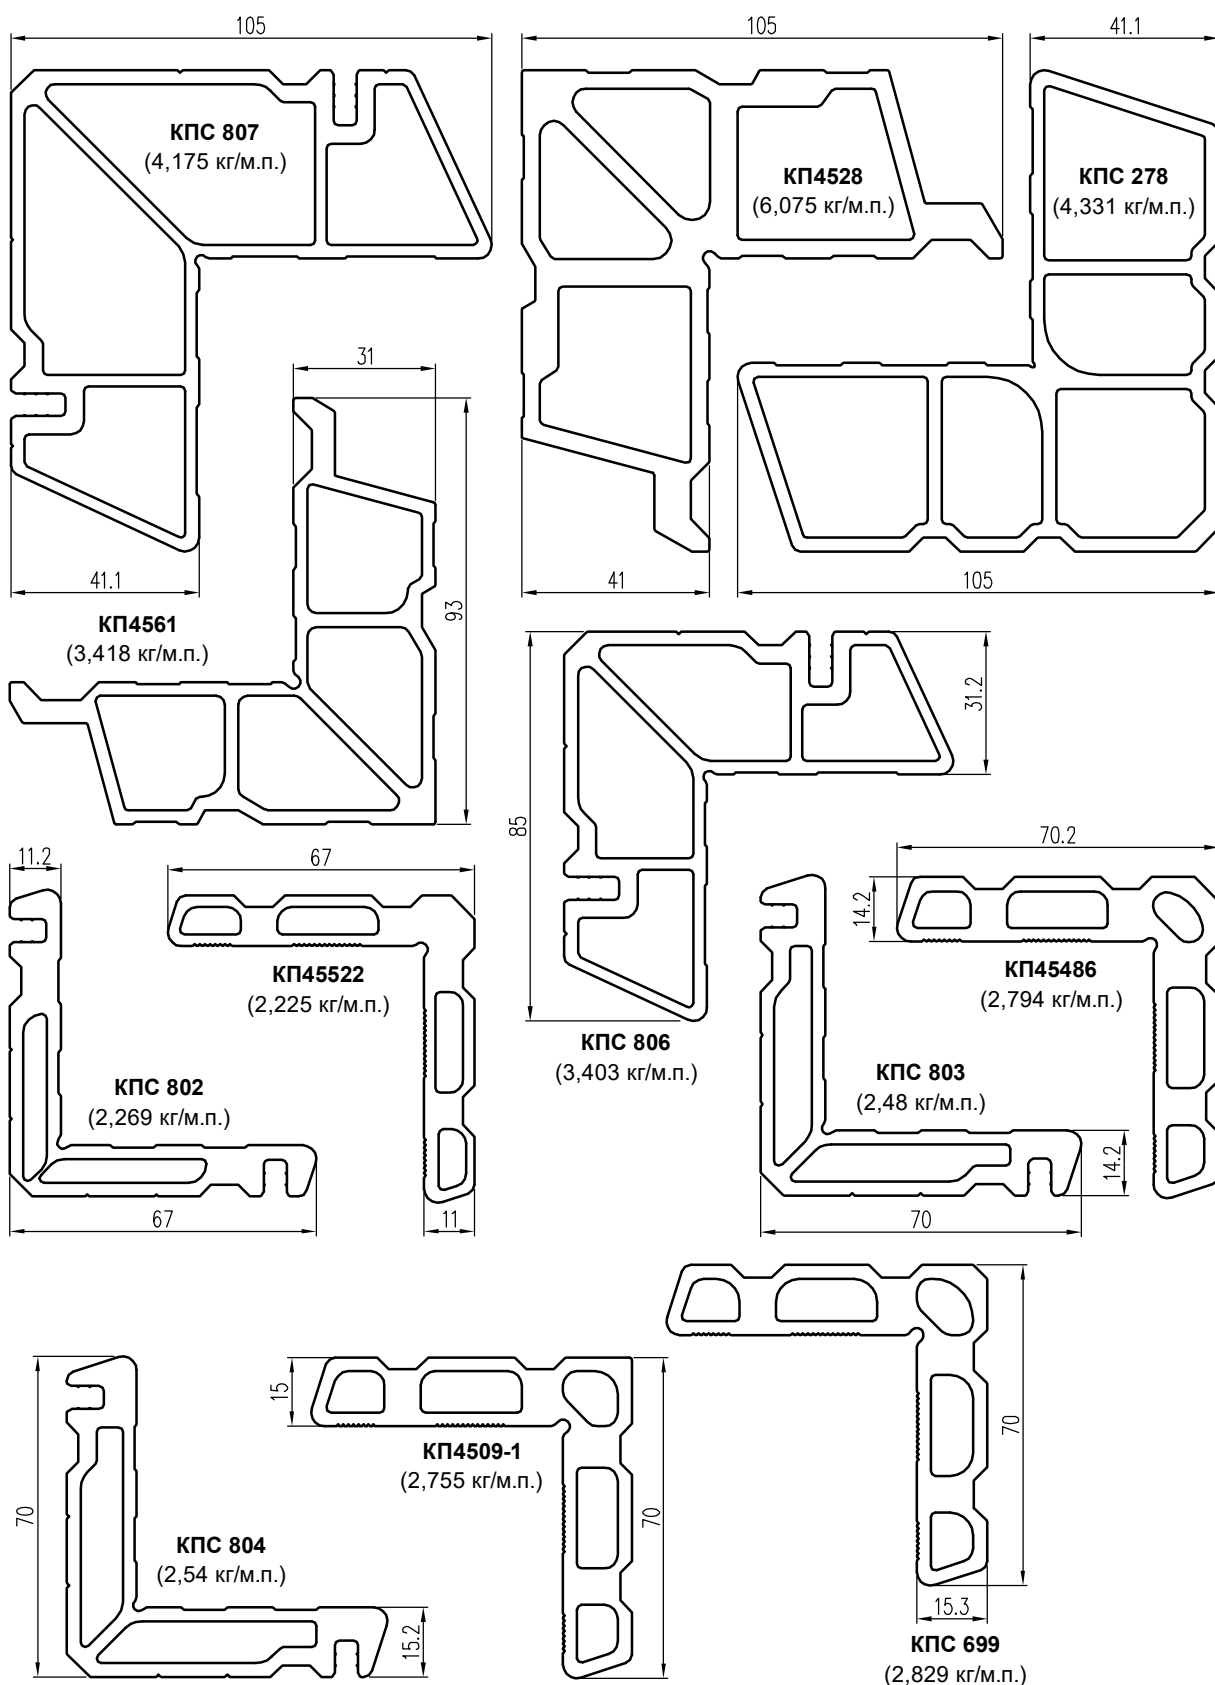 105
105
41.1
КПС 807
(4,175 кг/м.п.)
КП4528
(6,075 кг/м.п.)
КПС 278
(4,331 кг/м.п.)
31
41.1
41
105
93
КП4561
(3,418 кг/м.п.)
31.2
85
11.2
67
70.2
14.2
КП45522
(2,225 кг/м.п.)
КП45486
(2,794 кг/м.п.)
КПС 806
(3,403 кг/м.п.)
КПС 802
(2,269 кг/м.п.)
КПС 803
(2,48 кг/м.п.)
14.2
67
11
70
15
КП4509-1
(2,755 кг/м.п.)
70
70
70
КПС 804
(2,54 кг/м.п.)
15.2
15.3
КПС 699
(2,829 кг/м.п.)